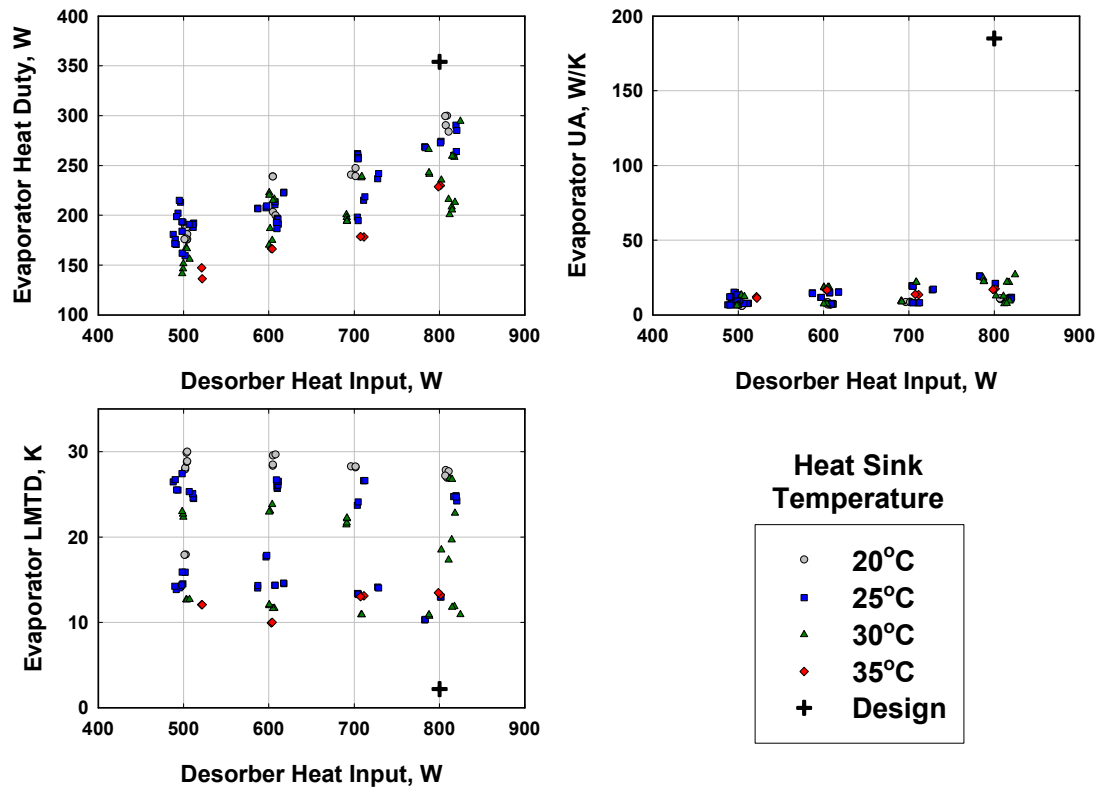 400
350
300
250
200
150
100
Evaporator Heat Duty, W
400 500 600 700 800 900
Desorber Heat Input, W
200
150
100
50
0
Evaporator UA, W/K
400 500 600 700 800 900
Desorber Heat Input, W
30
20
10
0
Evaporator LMTD, K
400 500 600 700 800 900
Desorber Heat Input, W
Heat Sink
Temperature
20°C
25°C
30°C
35°C
Design